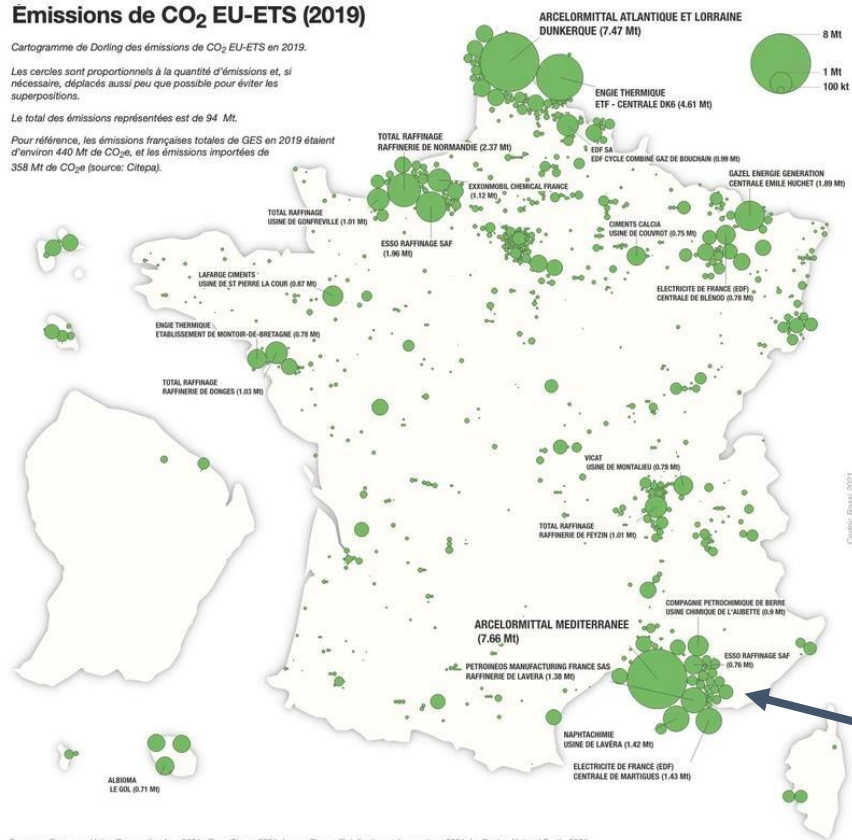 Émissions de CO₂ EU-ETS (2019)
Cartogramme de Dorling des émissions de CO₂ EU-ETS en 2019.
Les cercles sont proportionnels à la quantité d'émissions et, si
nécessaire, déplacés aussi peu que possible pour éviter les
superpositions.
Le total des émissions représentées est de 94 Mt.
Pour référence, les émissions françaises totales de GES en 2019 étaient
d'environ 440 Mt de CO₂e, et les émissions importées de
358 Mt de CO₂e (source: Citepa).
8 Mt
1 Mt
100 kt
ARCELORMITTAL ATLANTIQUE ET LORRAINE
DUNKERQUE (7.47 Mt)
ENGIE THERMIQUE
ETF - CENTRALE DK6 (4.61 Mt)
TOTAL RAFFINAGE
RAFFINERIE DE NORMANDIE (2.37 Mt)
EDF SA
EDF CYCLE COMBINÉ GAZ DE BOUCHAIN (0.99 Mt)
GAZEL ENERGIE GENERATION
CENTRALE EMILE HUCHET (1.89 Mt)
EXXONMOBIL CHEMICAL FRANCE
(1.12 Mt)
TOTAL RAFFINAGE
USINE DE GONFREVILLE (1.01 Mt)
ESSO RAFFINAGE SAF
(1.96 Mt)
CIMENTS CALCIA
USINE DE COUVROT (0.75 Mt)
LAFARGE CIMENTS
USINE DE ST PIERRE LA COUR (0.87 Mt)
ELECTRICITE DE FRANCE (EDF)
CENTRALE DE BLÉNOD (0.78 Mt)
ENGIE THERMIQUE
ETABLISSEMENT DE MONTOIR-DE-BRETAGNE (0.78 Mt)
TOTAL RAFFINAGE
RAFFINERIE DE DONGES (1.03 Mt)
VICAT
USINE DE MONTALIEU (0.78 Mt)
TOTAL RAFFINAGE
RAFFINERIE DE FEYZIN (1.01 Mt)
Cedric Rossi 2021
COMPAGNIE PETROCHIMIQUE DE BERRE
USINE CHIMIQUE DE L'AUBETTE (0.9 Mt)
ARCELORMITTAL MEDITERRANEE
(7.66 Mt)
ESSO RAFFINAGE SAF
(0.76 Mt)
PETROINEOS MANUFACTURING FRANCE SAS
RAFFINERIE DE LAVERA (1.38 Mt)
NAPHTACHIMIE
USINE DE LAVÉRA (1.42 Mt)
ELECTRICITE DE FRANCE (EDF)
CENTRALE DE MARTIGUES (1.43 Mt)
ALBIOMA
LE GOL (0.71 Mt)